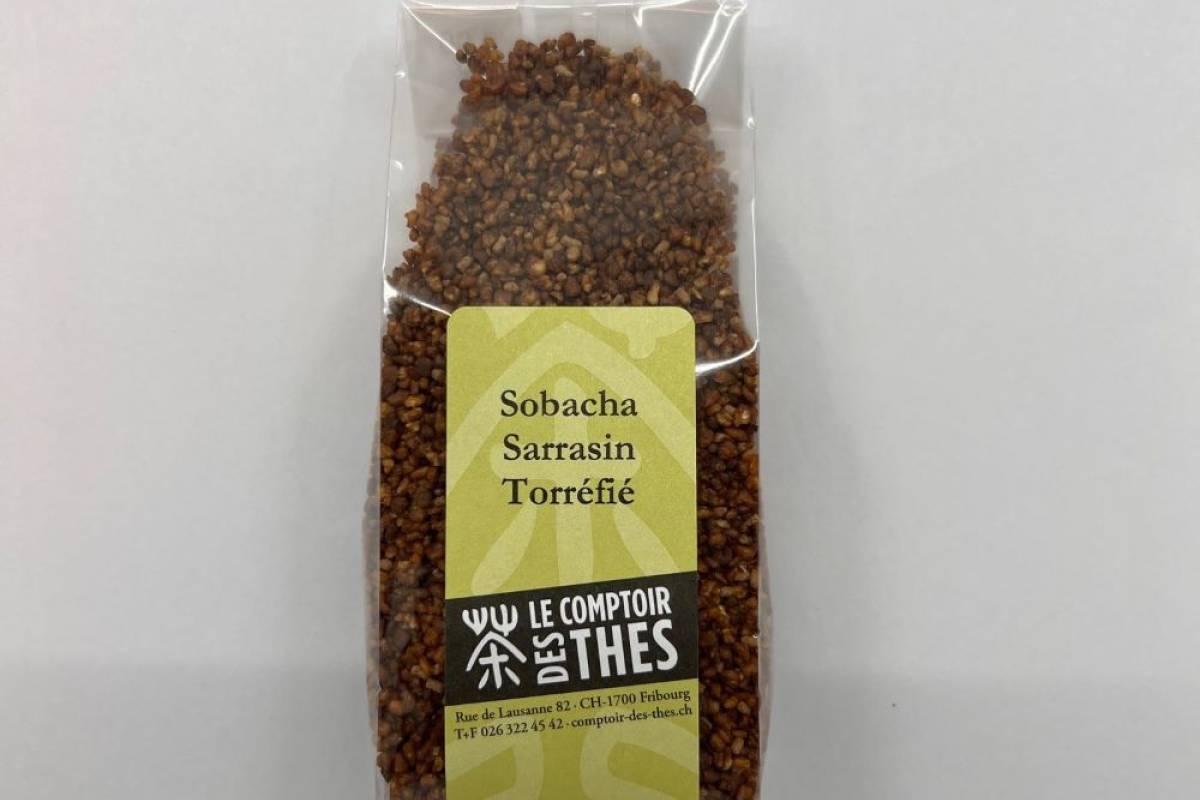 Sobacha
Sarrasin
Torréfié
LE COMPTOIR
DES THES
Rue de Lausanne 82 · CH-1700 Fribourg
T+F 026 322 45 42 · comptoir-des-thes.ch